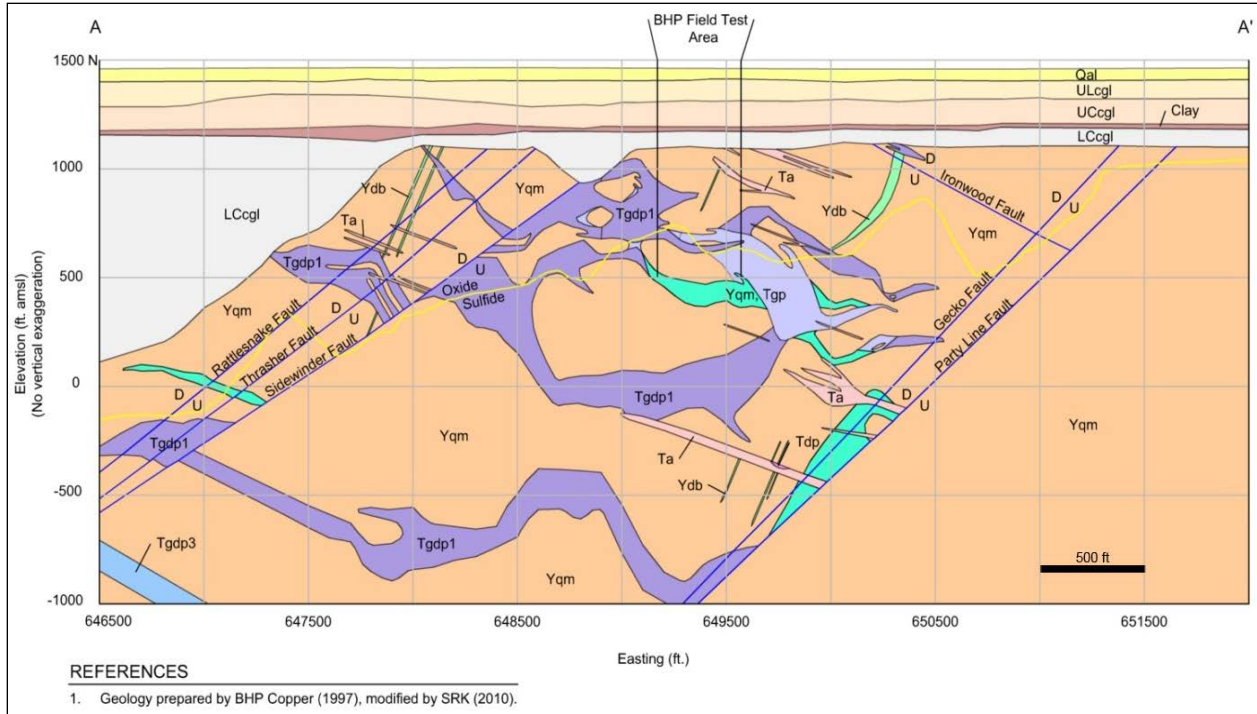 A
BHP Field Test
Area
A'
1500 N
Qal
ULcgl
UCcgl
Clay
LCcgl
1000
Ydb
Yqm
Ta
D
U
Ironwood Fault
D
U
LCcgl
Tgdp1
Ydb
Yqm
Ta
Tgdp1
D
U
Oxide
Sulfide
500
Yqm, Tgp
Yqm
Rattlesnake Fault
Thrasher Fault
Sidewinder Fault
D
U
Gecko Fault
Party Line Fault
0
D
U
Tgdp1
Ta
D
U
Tgdp1
Yqm
Ta
Tdp
Ydb
Yqm
-500
Tgdp1
Tgdp3
Yqm
500 ft
-1000
Elevation (ft. amsl)
(No vertical exaggeration)
646500
647500
648500
649500
650500
651500
Easting (ft.)
REFERENCES
1. Geology prepared by BHP Copper (1997), modified by SRK (2010).